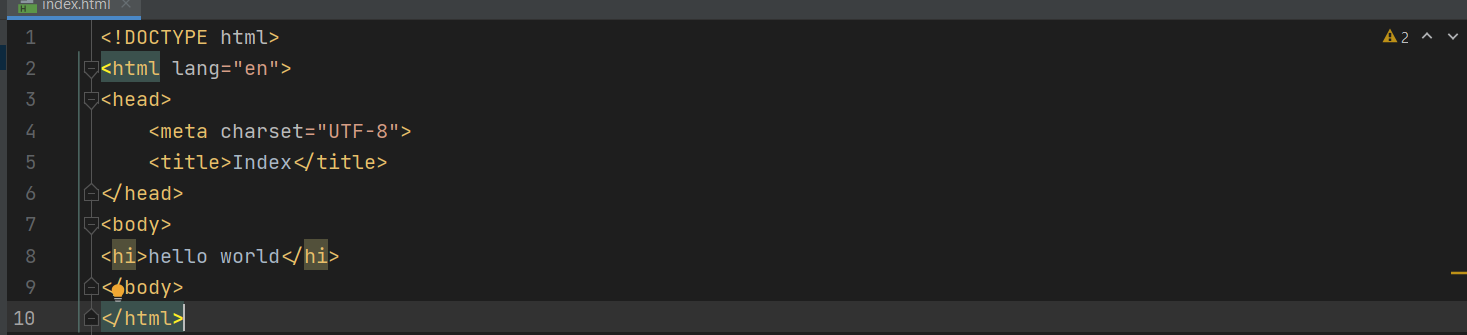 index.html
2
1 <!DOCTYPE html>
2 <html lang="en">
3 <head>
4     <meta charset="UTF-8">
5     <title>Index</title>
6 </head>
7 <body>
8 <hi>hello world</hi>
9 </body>
10 </html>